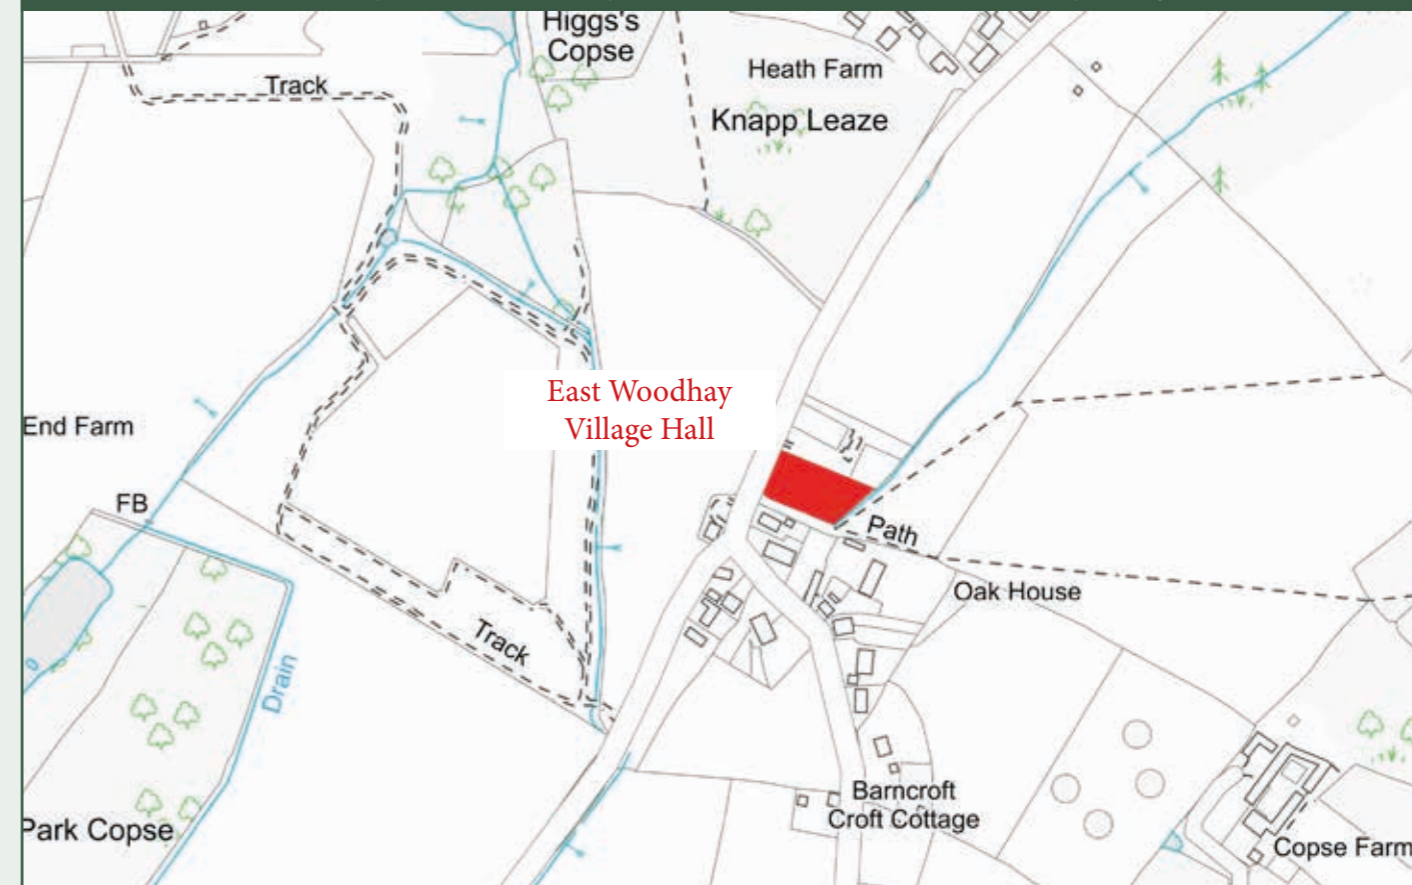 Higgs's
Copse
Heath Farm
Track
Knapp Leaze
East Woodhay
Village Hall
End Farm
FB
Path
Oak House
Track
Drain
Barncroft
Croft Cottage
Park Copse
Copse Farm